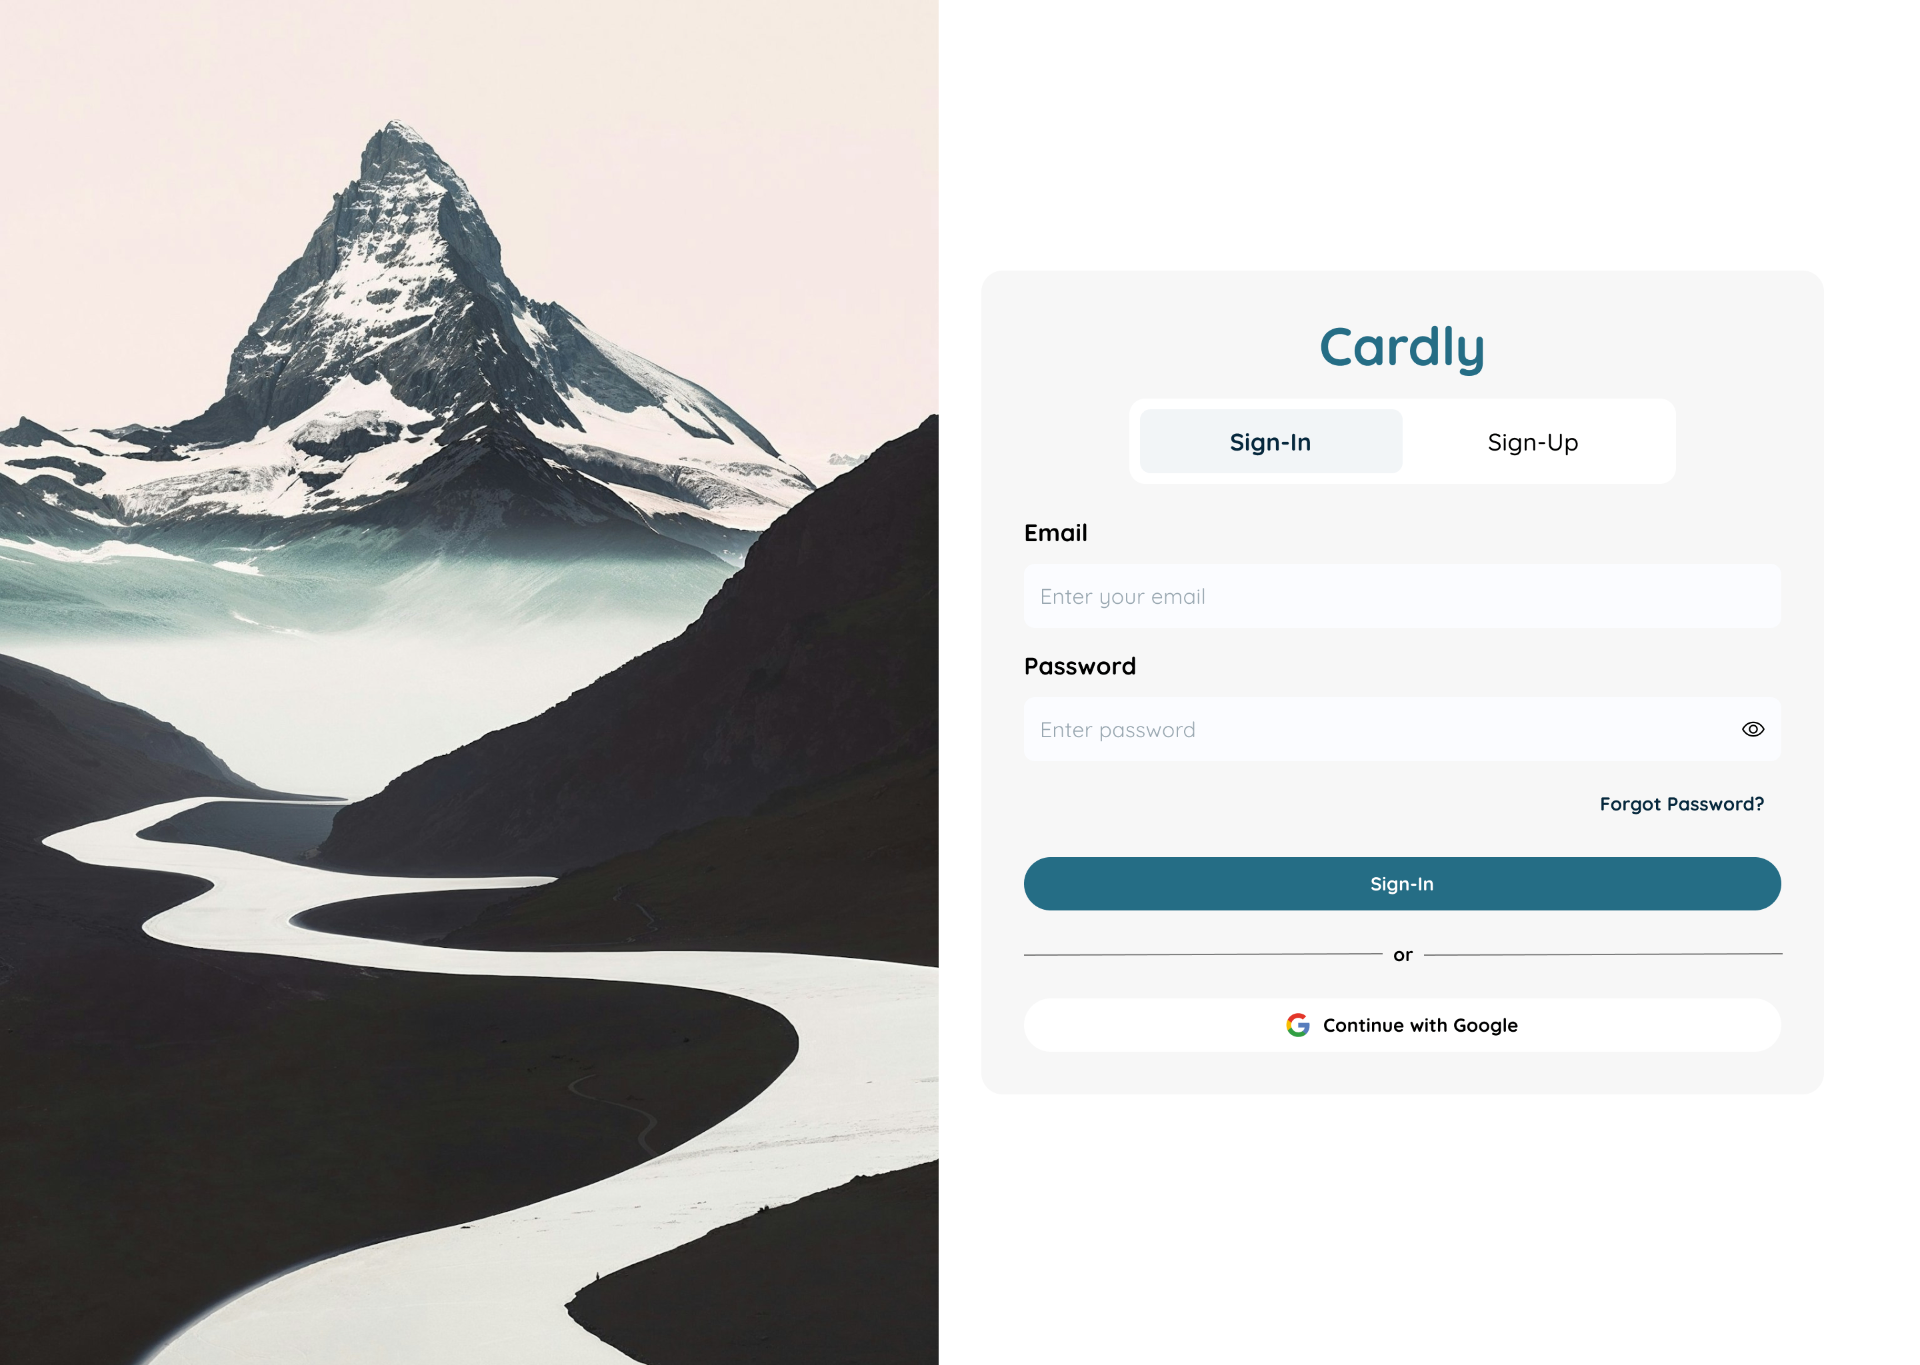 Cardly
Sign-In
Sign-Up
Email
Enter your email
Password
Enter password
Forgot Password?
Sign-In
or
Continue with Google